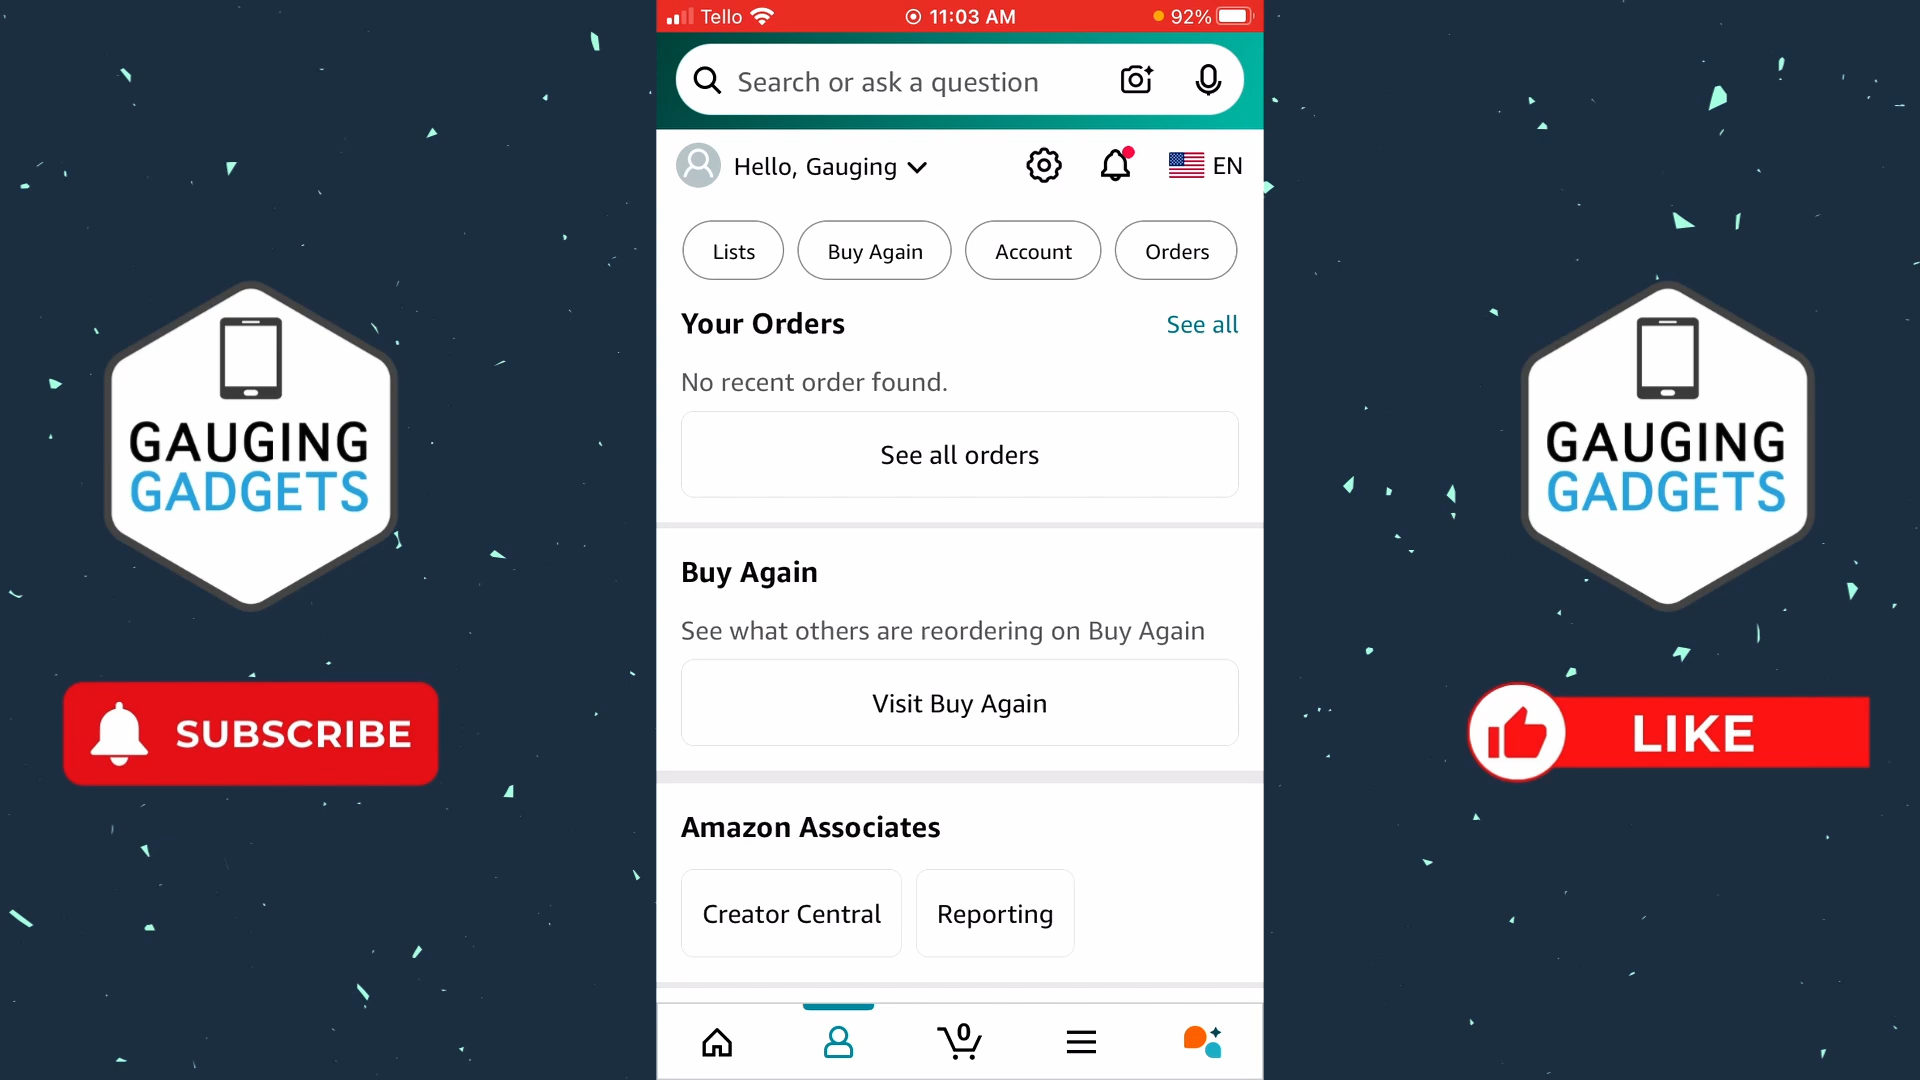 Tello 11:03 AM 92%
Search or ask a question
Hello, Gauging EN
Lists Buy Again Account Orders
Your Orders See all
No recent order found.
See all orders
Buy Again
See what others are reordering on Buy Again
Visit Buy Again
Amazon Associates
Creator Central Reporting
0
GAUGING
GADGETS
SUBSCRIBE
GAUGING
GADGETS
LIKE